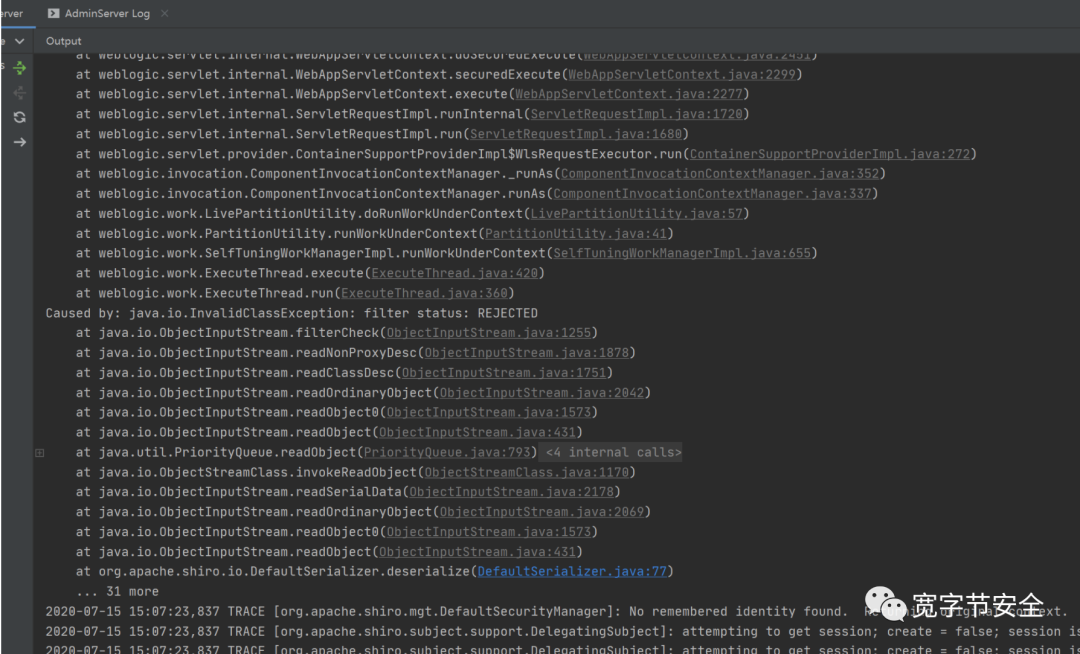 erver AdminServer Log
e Output
s at weblogic.servlet.internal.WebAppServletContext.doSecuredExecute(WebAppServletContext.java:2451)
at weblogic.servlet.internal.WebAppServletContext.securedExecute(WebAppServletContext.java:2299)
at weblogic.servlet.internal.WebAppServletContext.execute(WebAppServletContext.java:2277)
at weblogic.servlet.internal.ServletRequestImpl.runInternal(ServletRequestImpl.java:1720)
at weblogic.servlet.internal.ServletRequestImpl.run(ServletRequestImpl.java:1680)
at weblogic.servlet.provider.ContainerSupportProviderImpl$WlsRequestExecutor.run(ContainerSupportProviderImpl.java:272)
at weblogic.invocation.ComponentInvocationContextManager._runAs(ComponentInvocationContextManager.java:352)
at weblogic.invocation.ComponentInvocationContextManager.runAs(ComponentInvocationContextManager.java:337)
at weblogic.work.LivePartitionUtility.doRunWorkUnderContext(LivePartitionUtility.java:57)
at weblogic.work.PartitionUtility.runWorkUnderContext(PartitionUtility.java:41)
at weblogic.work.SelfTuningWorkManagerImpl.runWorkUnderContext(SelfTuningWorkManagerImpl.java:655)
at weblogic.work.ExecuteThread.execute(ExecuteThread.java:420)
at weblogic.work.ExecuteThread.run(ExecuteThread.java:360)
Caused by: java.io.InvalidClassException: filter status: REJECTED
at java.io.ObjectInputStream.filterCheck(ObjectInputStream.java:1255)
at java.io.ObjectInputStream.readNonProxyDesc(ObjectInputStream.java:1878)
at java.io.ObjectInputStream.readClassDesc(ObjectInputStream.java:1751)
at java.io.ObjectInputStream.readOrdinaryObject(ObjectInputStream.java:2042)
at java.io.ObjectInputStream.readObject0(ObjectInputStream.java:1573)
at java.io.ObjectInputStream.readObject(ObjectInputStream.java:431)
at java.util.PriorityQueue.readObject(PriorityQueue.java:793) <4 internal calls>
at java.io.ObjectStreamClass.invokeReadObject(ObjectStreamClass.java:1170)
at java.io.ObjectInputStream.readSerialData(ObjectInputStream.java:2178)
at java.io.ObjectInputStream.readOrdinaryObject(ObjectInputStream.java:2069)
at java.io.ObjectInputStream.readObject0(ObjectInputStream.java:1573)
at java.io.ObjectInputStream.readObject(ObjectInputStream.java:431)
at org.apache.shiro.io.DefaultSerializer.deserialize(DefaultSerializer.java:77)
... 31 more
2020-07-15 15:07:23,837 TRACE [org.apache.shiro.mgt.DefaultSecurityManager]: No remembered identity found. original context.
宽字节安全
2020-07-15 15:07:23,837 TRACE [org.apache.shiro.subject.support.DelegatingSubject]: attempting to get session; create = false; session is
2020-07-15 15:07:23,837 TRACE [org.apache.shiro.subject.support.DelegatingSubject]: attempting to get session; create = false; session is